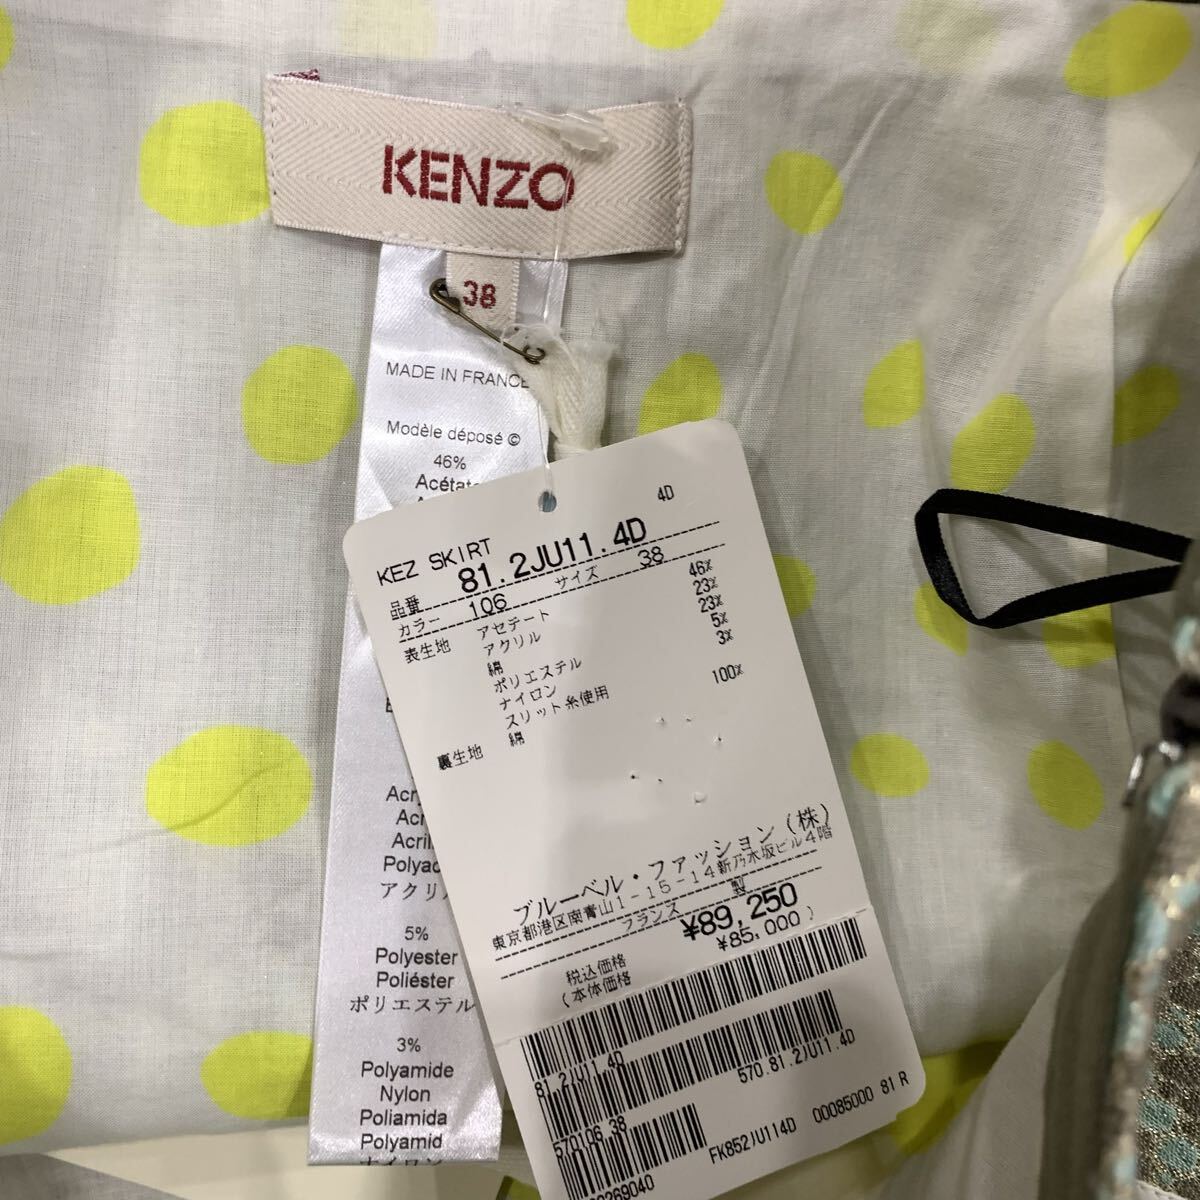 KENZO
38
MADE IN FRANCE
Modèle déposé ©
46%
Acétate
5%
Polyester
Poliéster
ポリエステル
3%
Polyamide
Nylon
Poliamida
Polyamid
ナイロン
4D
KEZ SKIRT
品番 81.2JU11.4D
カラー 106 サイズ 38
表生地 アセテート 46%
アクリル 23%
綿 23%
ポリエステル 5%
ナイロン 3%
スリット糸使用
裏生地 綿 100%
ブルーベル・ファッション(株)
東京都港区南青山1-15-14新乃木坂ビル4階
フランス 製
税込価格 ¥89,250
(本体価格 ¥85,000)
81.2JU11.4D
570.81.2JU11.4D
570106 38
FK852JU114D 00085000 81 R